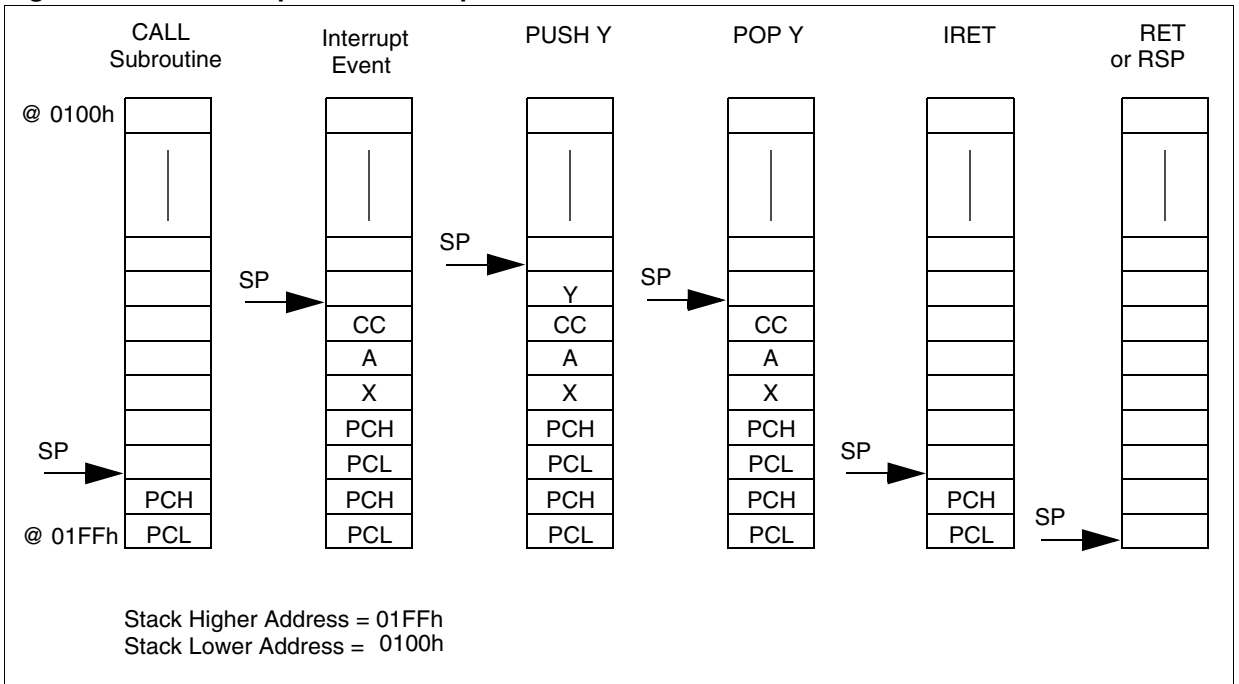 CALL
Subroutine
Interrupt
Event
PUSH Y
POP Y
IRET
RET
or RSP
@ 0100h
SP
SP
SP
Y
CC
CC
CC
A
A
A
X
X
X
PCH
PCH
PCH
SP
SP
PCL
PCL
PCL
PCH
PCH
PCH
PCH
PCH
SP
@ 01FFh
PCL
PCL
PCL
PCL
PCL
Stack Higher Address = 01FFh
Stack Lower Address = 0100h